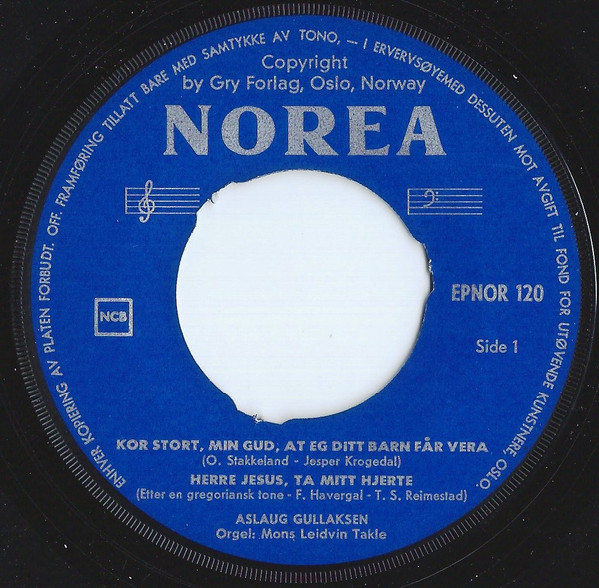 ENHVER KOPIERING AV PLATEN FORBUDT. OFF. FRAMFØRING TILLATT BARE MED SAMTYKKE AV TONO, — I ERVERVSØYEMED DESSUTEN MOT AVGIFT TIL FOND FOR UTØVENDE KUNSTNERE, OSLO.
Copyright
by Gry Forlag, Oslo, Norway
NOREA
EPNOR 120
NCB
Side 1
KOR STORT, MIN GUD, AT EG DITT BARN FÅR VERA
(O. Stakkeland - Jesper Krogedal)
HERRE JESUS, TA MITT HJERTE
(Etter en gregoriansk tone - F. Havergal - T. S. Reimestad)
ASLAUG GULLAKSEN
Orgel: Mons Leidvin Takle